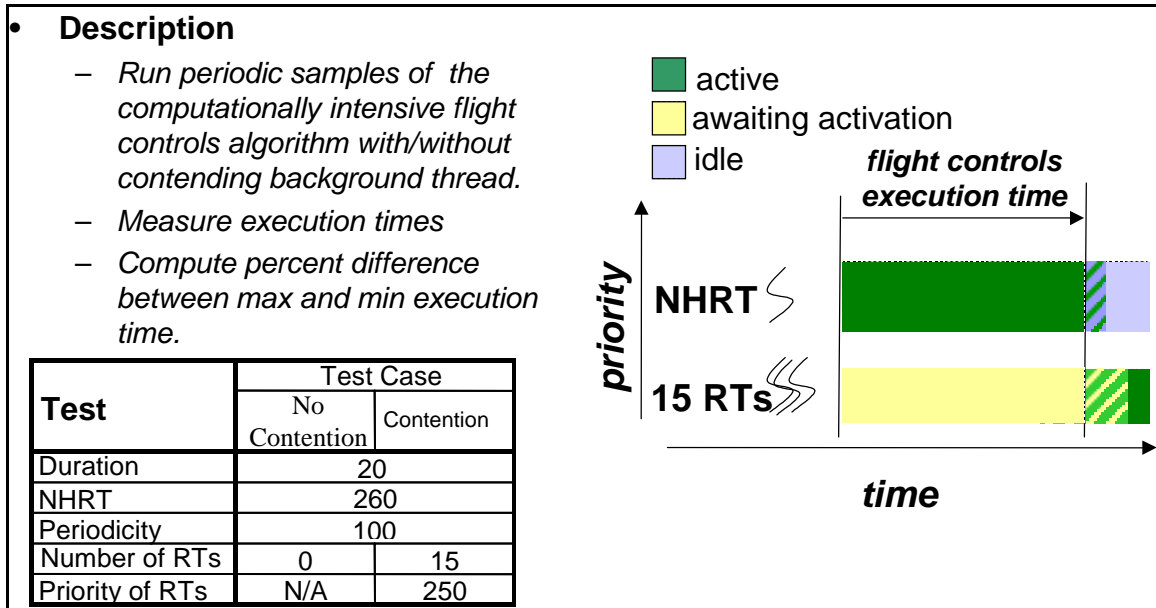 • Description
– Run periodic samples of the
computationally intensive flight
controls algorithm with/without
contending background thread.
– Measure execution times
– Compute percent difference
between max and min execution
time.
Test
Test Case
No
Contention
Contention
Duration 20
NHRT 260
Periodicity 100
Number of RTs 0 15
Priority of RTs N/A 250
active
awaiting activation
idle
flight controls
execution time
priority
NHRT
15 RTs
time